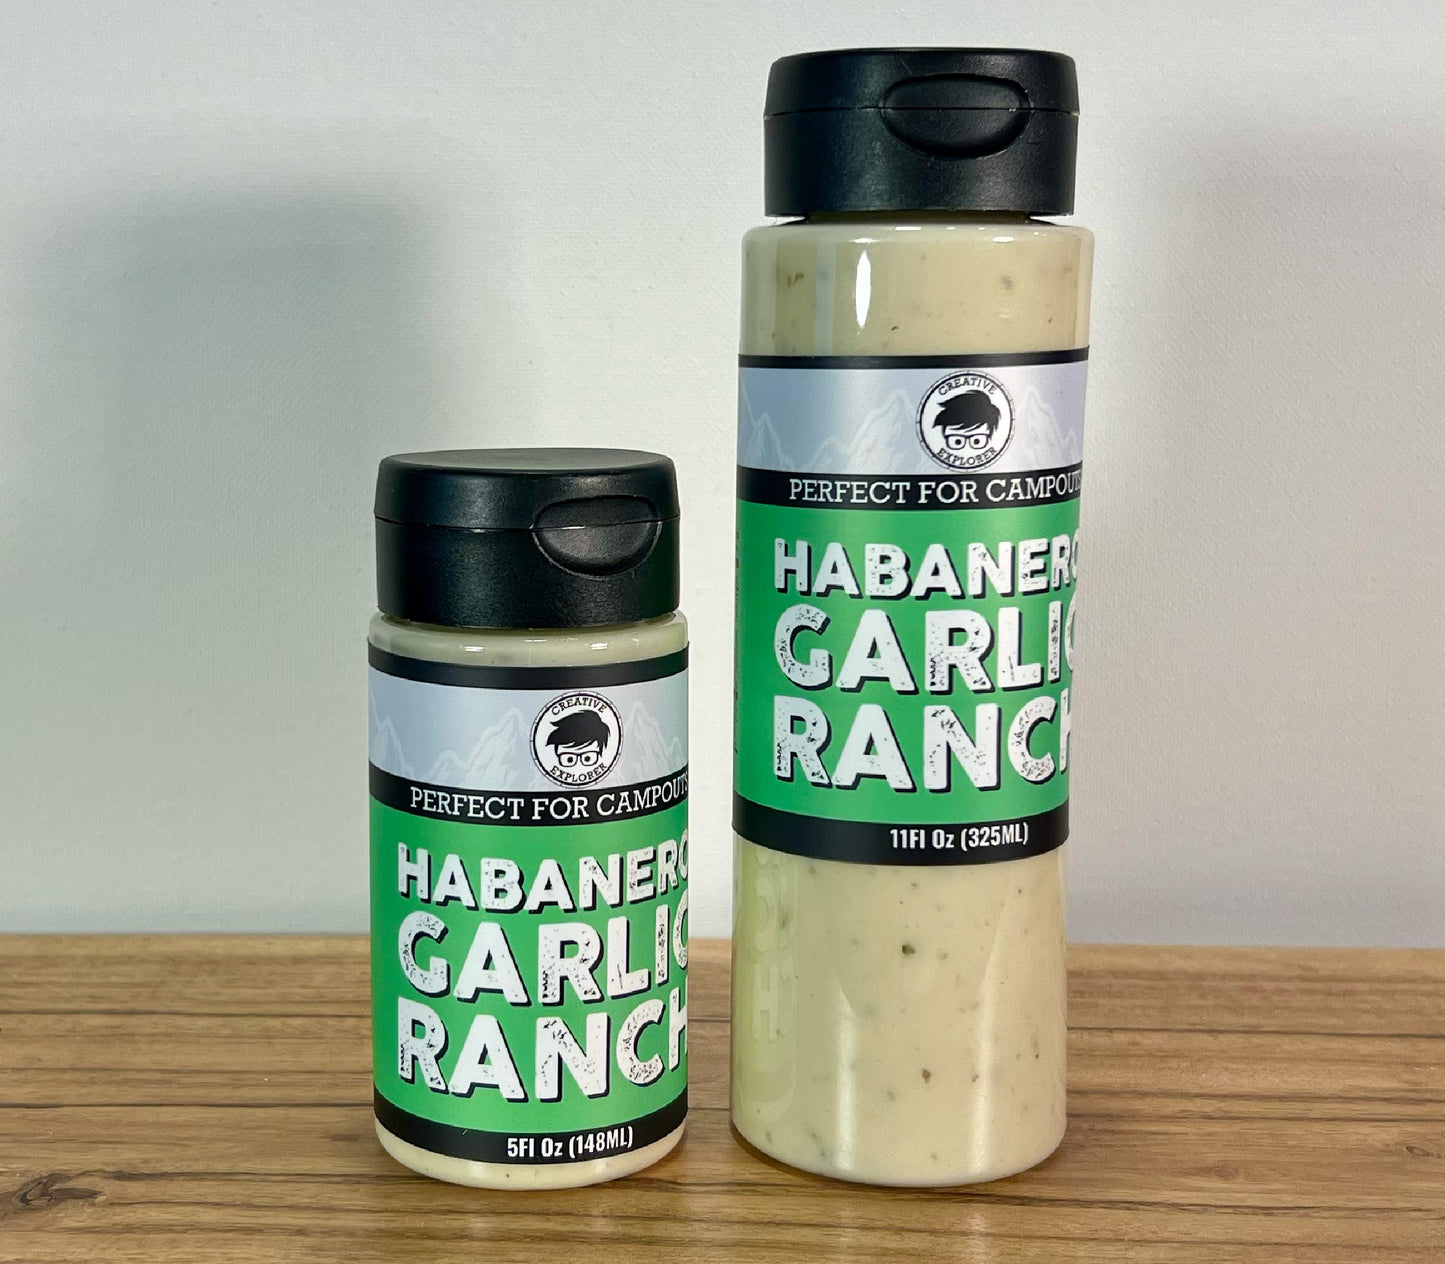 CREATIVE
EXPLORER
PERFECT FOR CAMPOUTS
HABANERO
GARLIC
RANCH
5Fl Oz (148ML)
CREATIVE
EXPLORER
PERFECT FOR CAMPOUTS
HABANERO
GARLIC
RANCH
11Fl Oz (325ML)